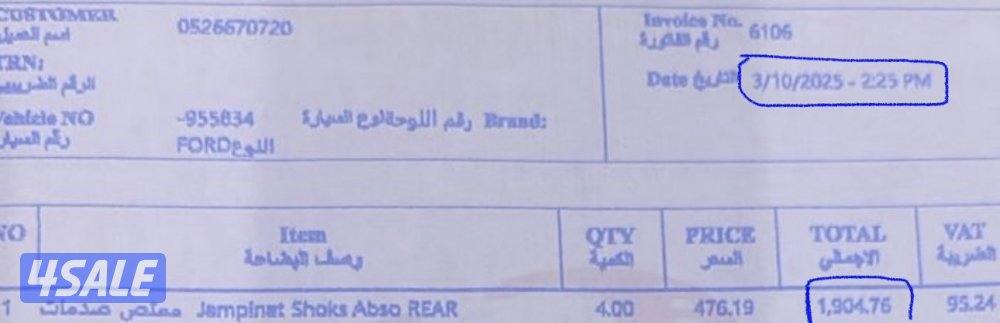 CUSTOMER 0526670720 Invoice No. 6106
اسم العميل رقم الفاتورة
TRN: Date التاريخ 3/10/2025 - 2:25 PM
الرقم الضريبي
Vehicle NO -955834 رقم اللوحة/نوع السيارة Brand:
رقم السيارة FORDاللنوع
NO Item QTY PRICE TOTAL VAT
وصف البضاعة الكمية السعر الاجمالي الضريبة
1 ممتص صدمات Jampinat Shoks Abso REAR 4.00 476.19 1,904.76 95.24
4SALE